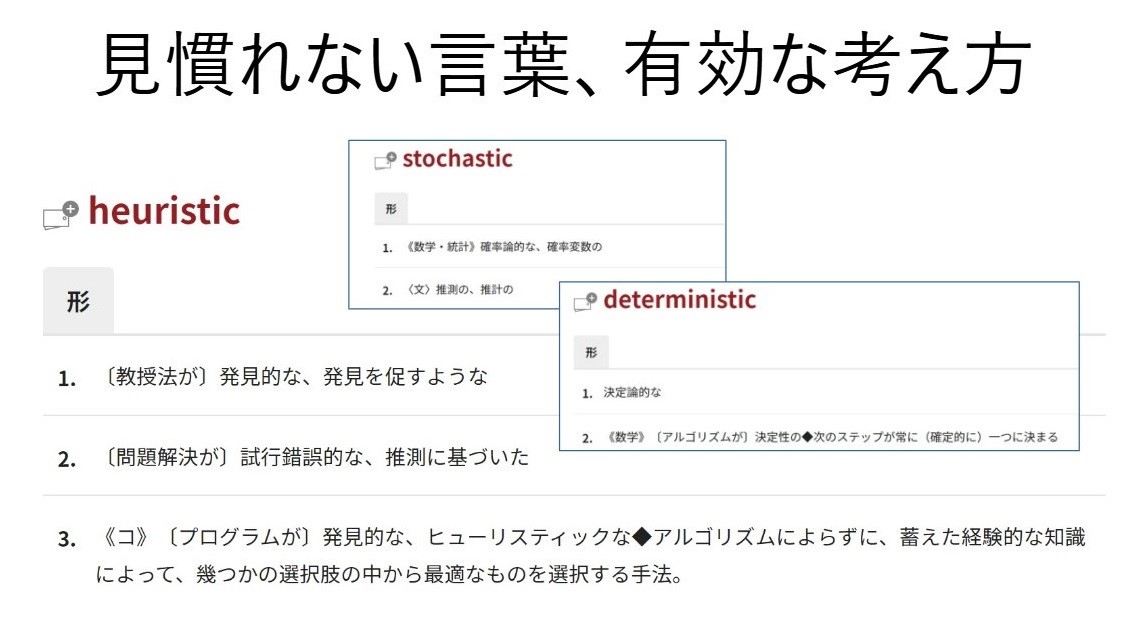 見慣れない言葉、有効な考え方
heuristic
形
1. 〔教授法が〕発見的な、発見を促すような
2. 〔問題解決が〕試行錯誤的な、推測に基づいた
3. 《コ》〔プログラムが〕発見的な、ヒューリスティックな◆アルゴリズムによらずに、蓄えた経験的な知識
によって、幾つかの選択肢の中から最適なものを選択する手法。
stochastic
形
1. 《数学・統計》確率論的な、確率変数の
2. 〈文〉推測の、推計の
deterministic
形
1. 決定論的な
2. 《数学》〔アルゴリズムが〕決定性の◆次のステップが常に（確定的に）一つに決まる